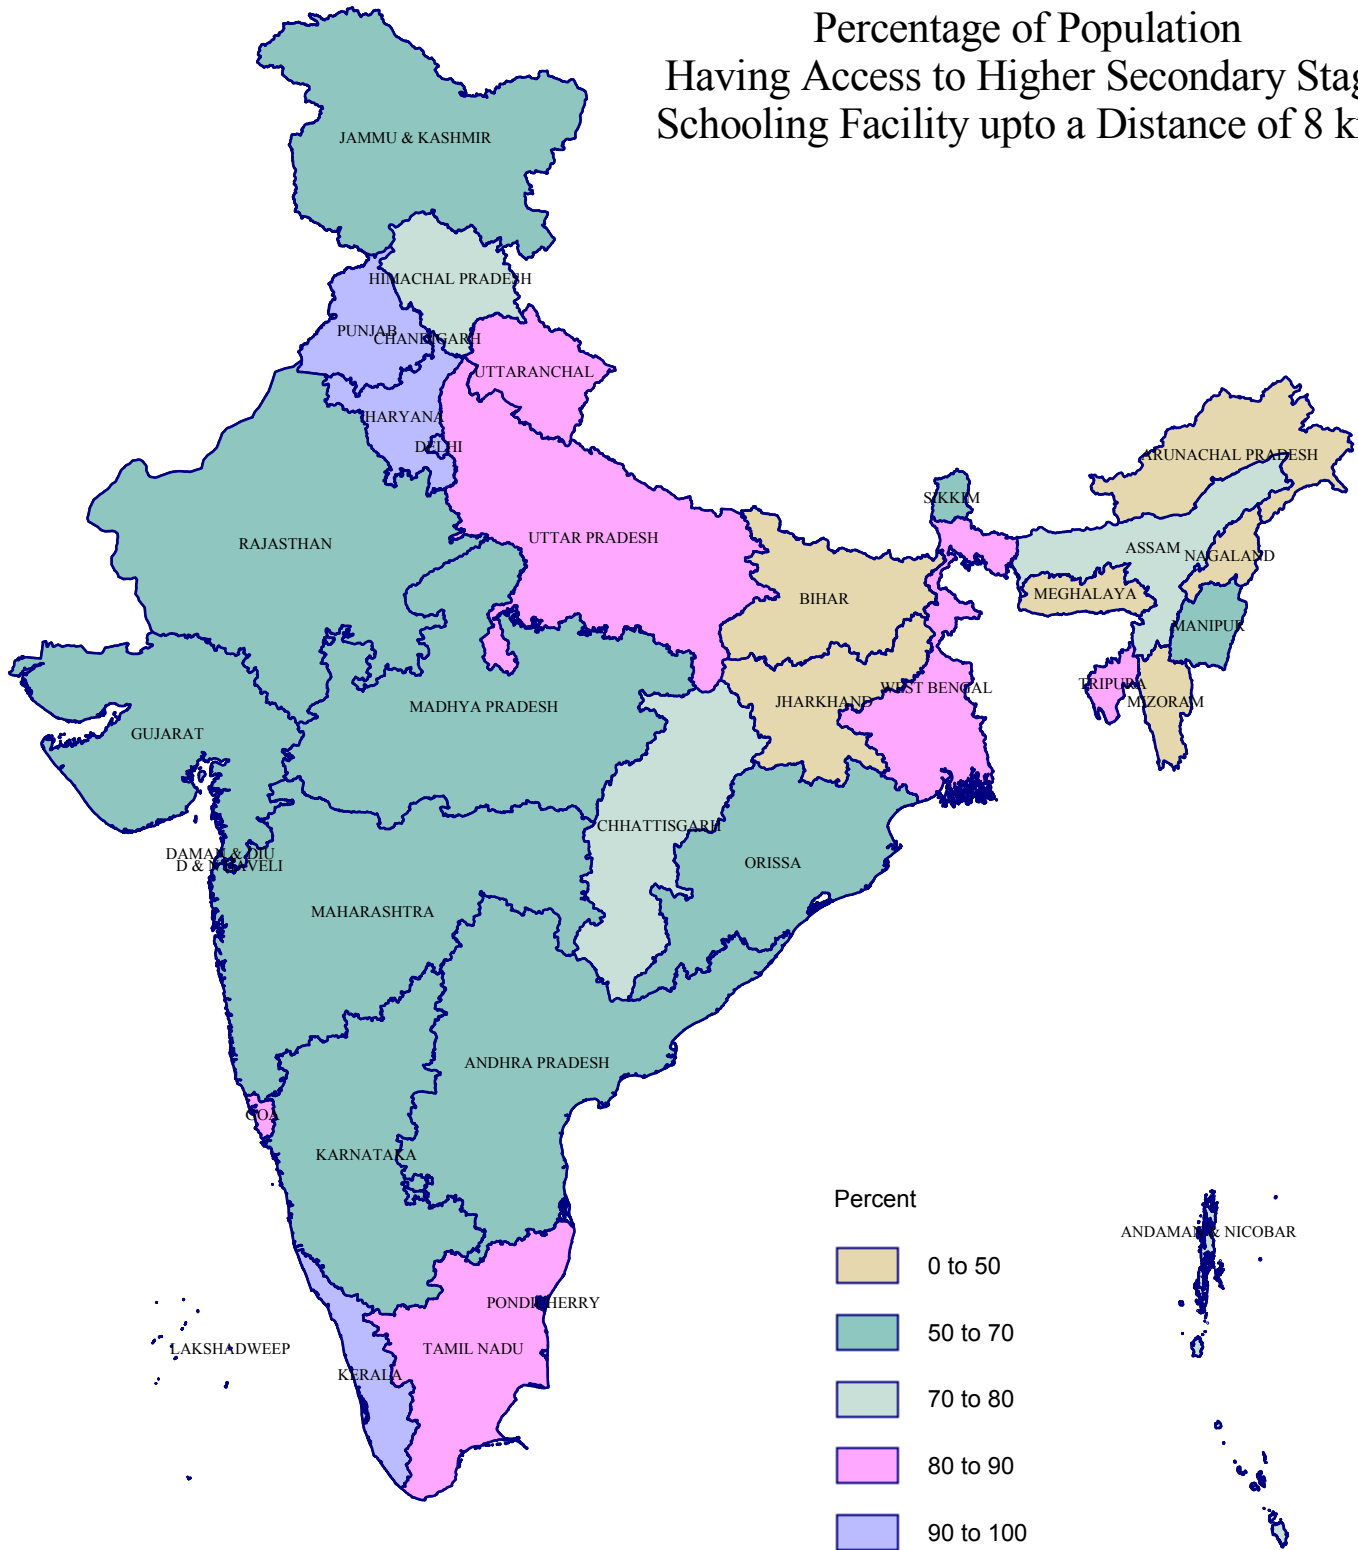 Percentage of Population
Having Access to Higher Secondary Stag
Schooling Facility upto a Distance of 8 k
JAMMU & KASHMIR
HIMACHAL PRADESH
PUNJAB
CHANDIGARH
UTTARANCHAL
HARYANA
DELHI
ARUNACHAL PRADESH
SIKKIM
RAJASTHAN
UTTAR PRADESH
ASSAM
NAGALAND
BIHAR
MEGHALAYA
MANIPUR
TRIPURA
WEST BENGAL
JHARKHAND
MIZORAM
MADHYA PRADESH
GUJARAT
CHHATTISGARH
DAMAN & DIU
D & N HAVELI
ORISSA
MAHARASHTRA
ANDHRA PRADESH
GOA
KARNATAKA
Percent
ANDAMAN & NICOBAR
0 to 50
PONDICHERRY
50 to 70
LAKSHADWEEP
TAMIL NADU
KERALA
70 to 80
80 to 90
90 to 100